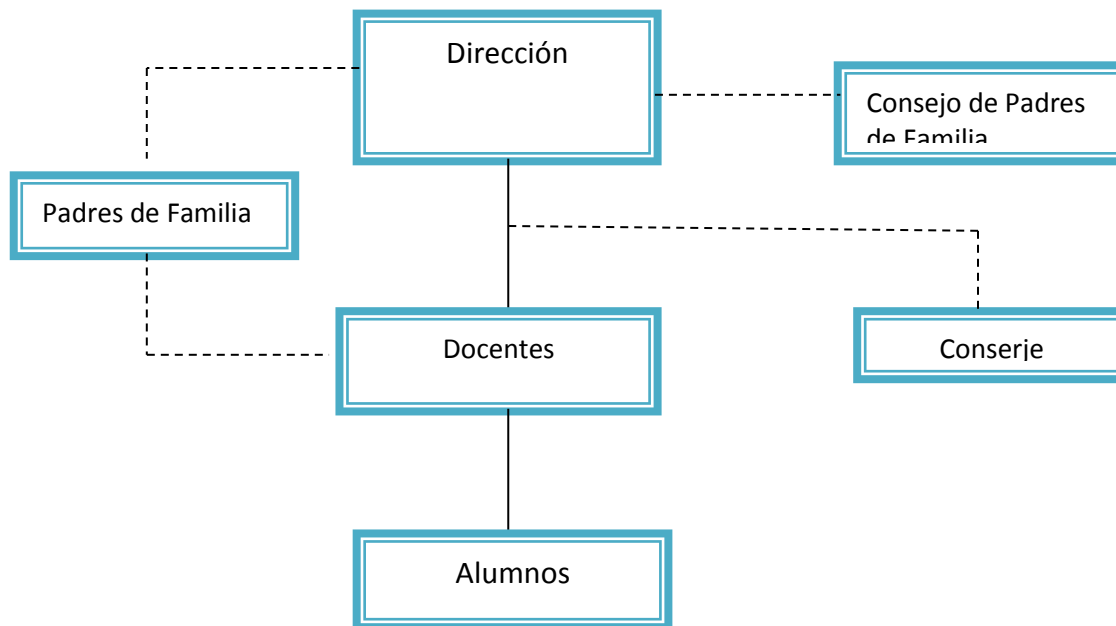 Dirección
Consejo de Padres
de Familia
Padres de Familia
Docentes
Conserje
Alumnos